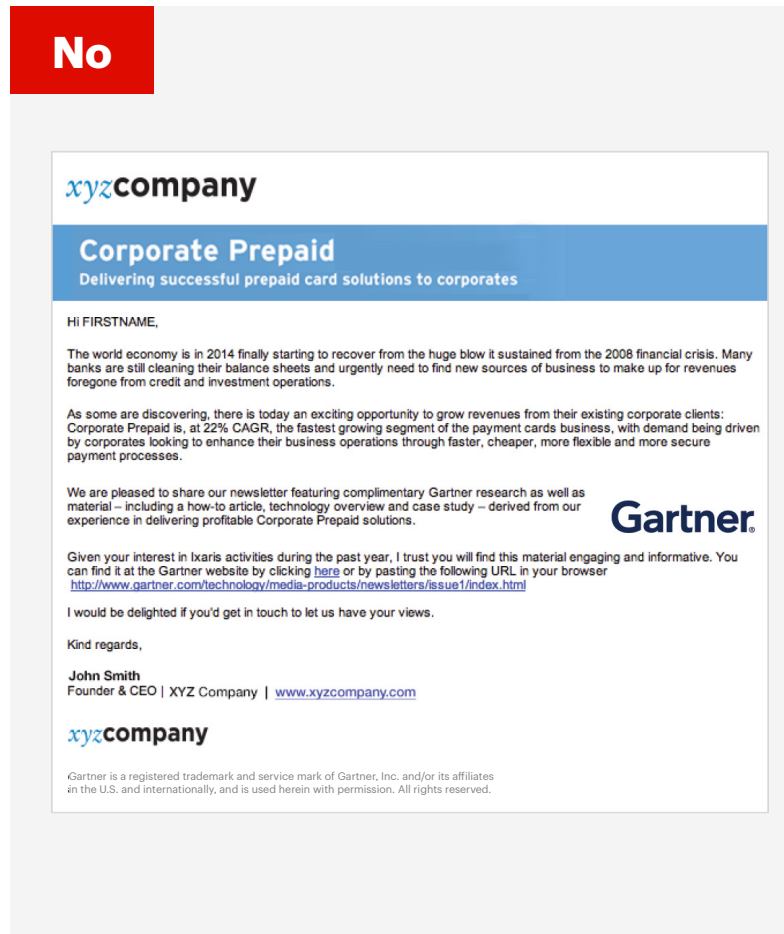 No
xyzcompany
Corporate Prepaid
Delivering successful prepaid card solutions to corporates
Hi FIRSTNAME,
The world economy is in 2014 finally starting to recover from the huge blow it sustained from the 2008 financial crisis. Many
banks are still cleaning their balance sheets and urgently need to find new sources of business to make up for revenues
foregone from credit and investment operations.
As some are discovering, there is today an exciting opportunity to grow revenues from their existing corporate clients:
Corporate Prepaid is, at 22% CAGR, the fastest growing segment of the payment cards business, with demand being driven
by corporates looking to enhance their business operations through faster, cheaper, more flexible and more secure
payment processes.
We are pleased to share our newsletter featuring complimentary Gartner research as well as
material – including a how-to article, technology overview and case study – derived from our
experience in delivering profitable Corporate Prepaid solutions.
Gartner®
Given your interest in Ixaris activities during the past year, I trust you will find this material engaging and informative. You
can find it at the Gartner website by clicking here or by pasting the following URL in your browser
http://www.gartner.com/technology/media-products/newsletters/issue1/index.html
I would be delighted if you'd get in touch to let us have your views.
Kind regards,
John Smith
Founder & CEO | XYZ Company | www.xyzcompany.com
xyzcompany
Gartner is a registered trademark and service mark of Gartner, Inc. and/or its affiliates
in the U.S. and internationally, and is used herein with permission. All rights reserved.